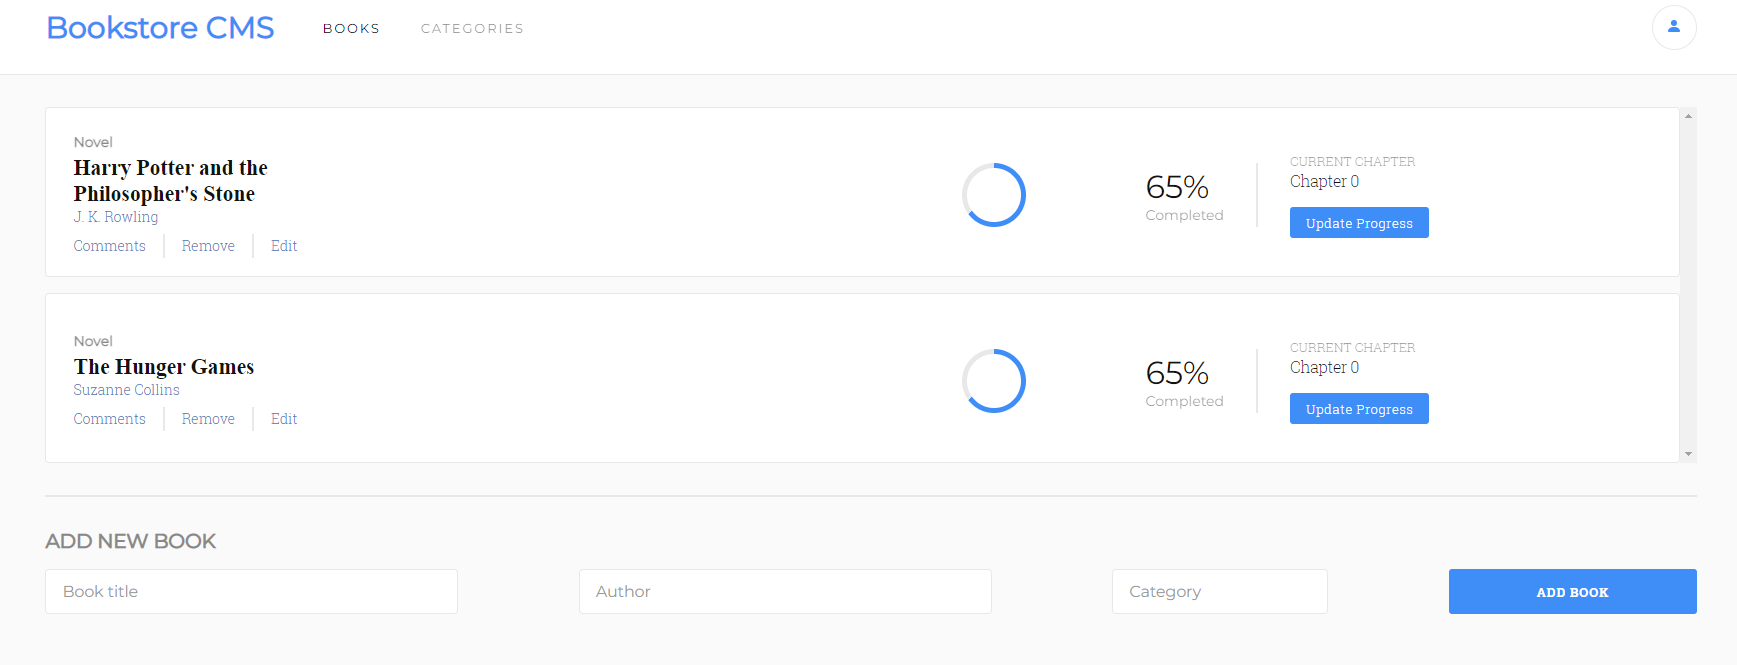 Bookstore CMS
BOOKS
CATEGORIES
Novel
Harry Potter and the
Philosopher's Stone
J. K. Rowling
Comments
Remove
Edit
65%
Completed
CURRENT CHAPTER
Chapter 0
Update Progress
Novel
The Hunger Games
Suzanne Collins
Comments
Remove
Edit
65%
Completed
CURRENT CHAPTER
Chapter 0
Update Progress
ADD NEW BOOK
Book title
Author
Category
ADD BOOK